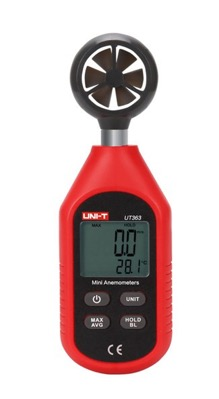 UNI-T UT363
MAX HOLD
0.0
28.1 °C
Mini Anemometers
UNIT
MAX AVG
HOLD BL
CE